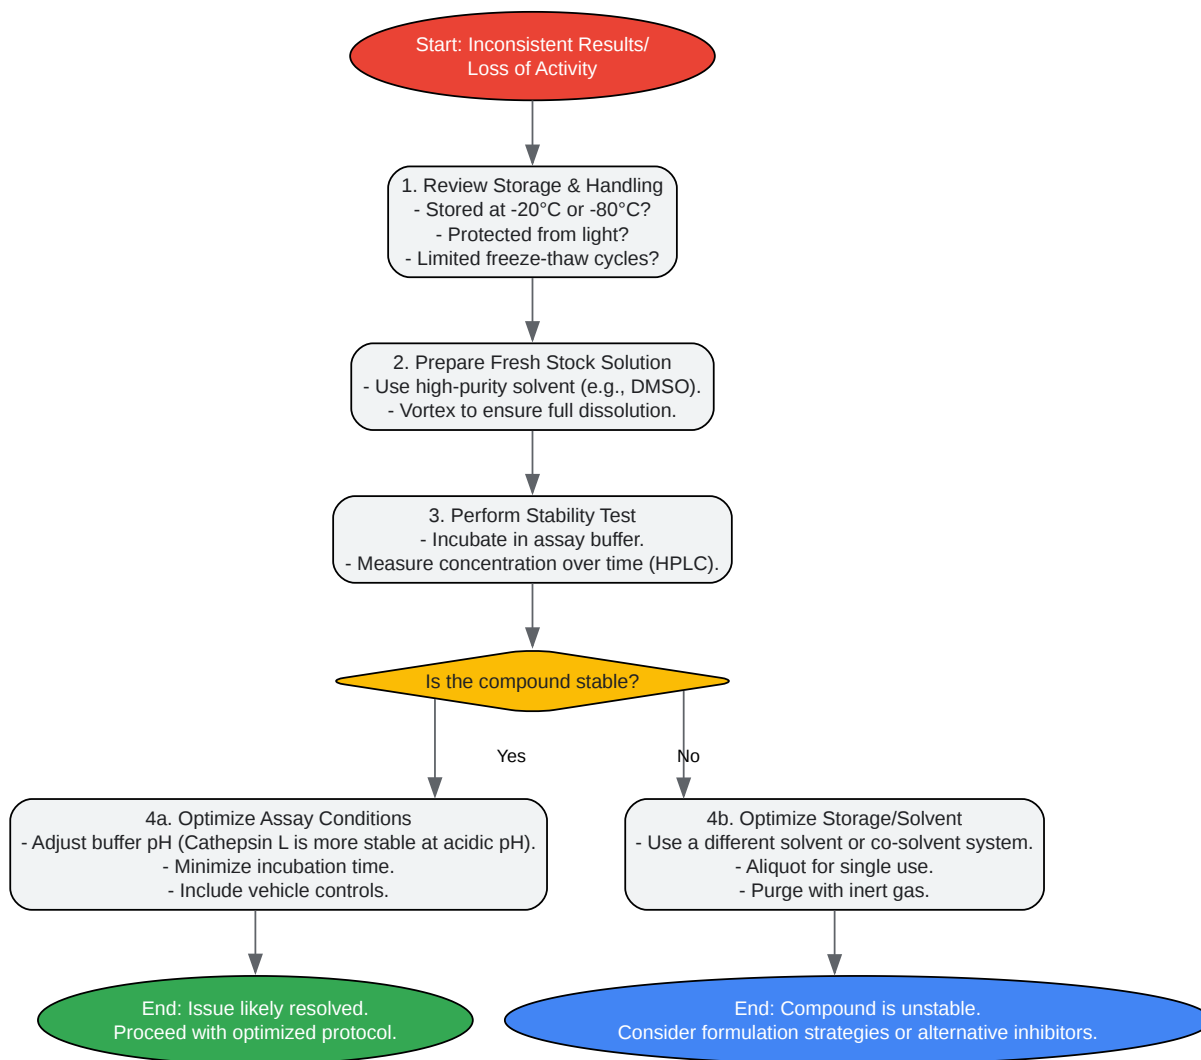 Start: Inconsistent Results/
Loss of Activity
1. Review Storage & Handling
- Stored at -20°C or -80°C?
- Protected from light?
- Limited freeze-thaw cycles?
2. Prepare Fresh Stock Solution
- Use high-purity solvent (e.g., DMSO).
- Vortex to ensure full dissolution.
3. Perform Stability Test
- Incubate in assay buffer.
- Measure concentration over time (HPLC).
Is the compound stable?
Yes
No
4a. Optimize Assay Conditions
- Adjust buffer pH (Cathepsin L is more stable at acidic pH).
- Minimize incubation time.
- Include vehicle controls.
4b. Optimize Storage/Solvent
- Use a different solvent or co-solvent system.
- Aliquot for single use.
- Purge with inert gas.
End: Issue likely resolved.
Proceed with optimized protocol.
End: Compound is unstable.
Consider formulation strategies or alternative inhibitors.